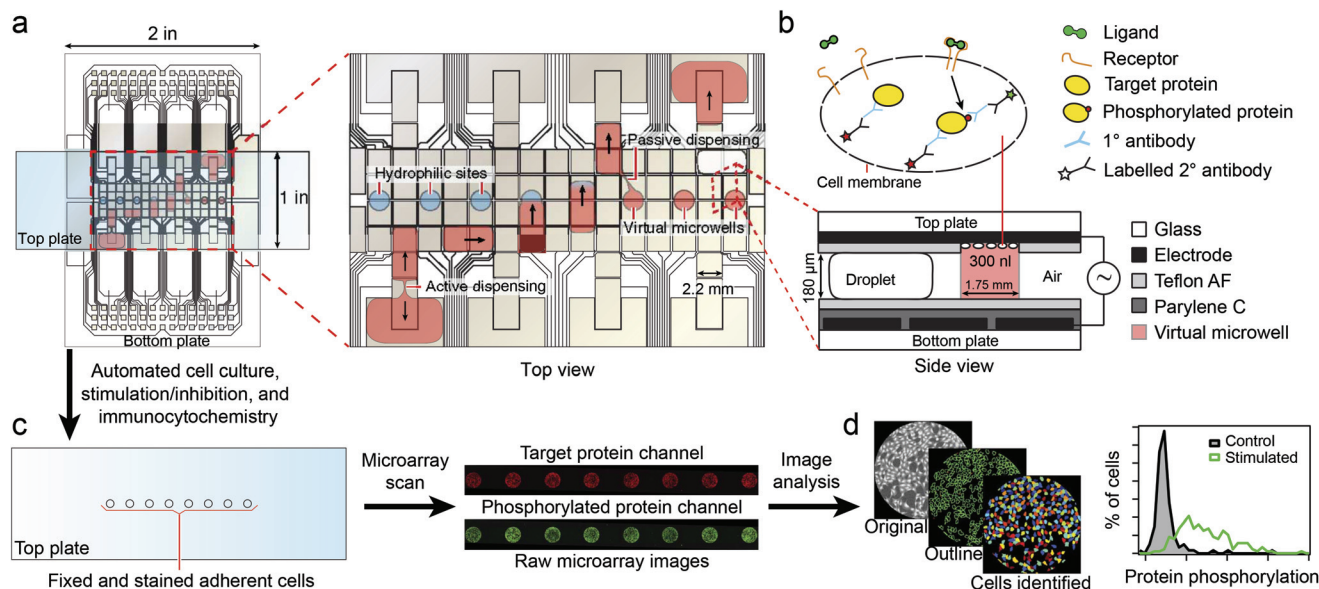 a
2 in
1 in
Top plate
Bottom plate
Hydrophilic sites
Passive dispensing
Virtual microwells
Active dispensing
2.2 mm
Top view
b
Cell membrane
Ligand
Receptor
Target protein
Phosphorylated protein
1° antibody
Labelled 2° antibody
Top plate
300 nl
Droplet
180 µm
1.75 mm
Air
~
Bottom plate
Side view
Glass
Electrode
Teflon AF
Parylene C
Virtual microwell
Automated cell culture,
stimulation/inhibition, and
immunocytochemistry
c
Top plate
Fixed and stained adherent cells
Microarray
scan
Target protein channel
Phosphorylated protein channel
Raw microarray images
Image
analysis
d
Original
Outline
Cells identified
% of cells
Control
Stimulated
Protein phosphorylation